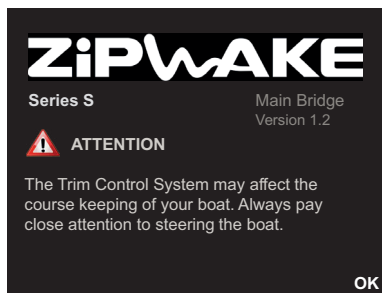 ZiPWAKE
Series S
Main Bridge
Version 1.2
ATTENTION
The Trim Control System may affect the
course keeping of your boat. Always pay
close attention to steering the boat.
OK